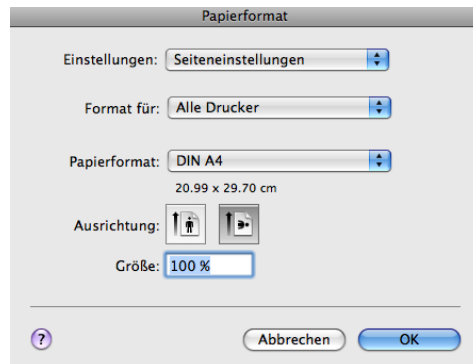 Papierformat
Einstellungen: Seiteneinstellungen
Format für: Alle Drucker
Papierformat: DIN A4
20.99 x 29.70 cm
Ausrichtung:
Größe: 100 %
? Abbrechen OK